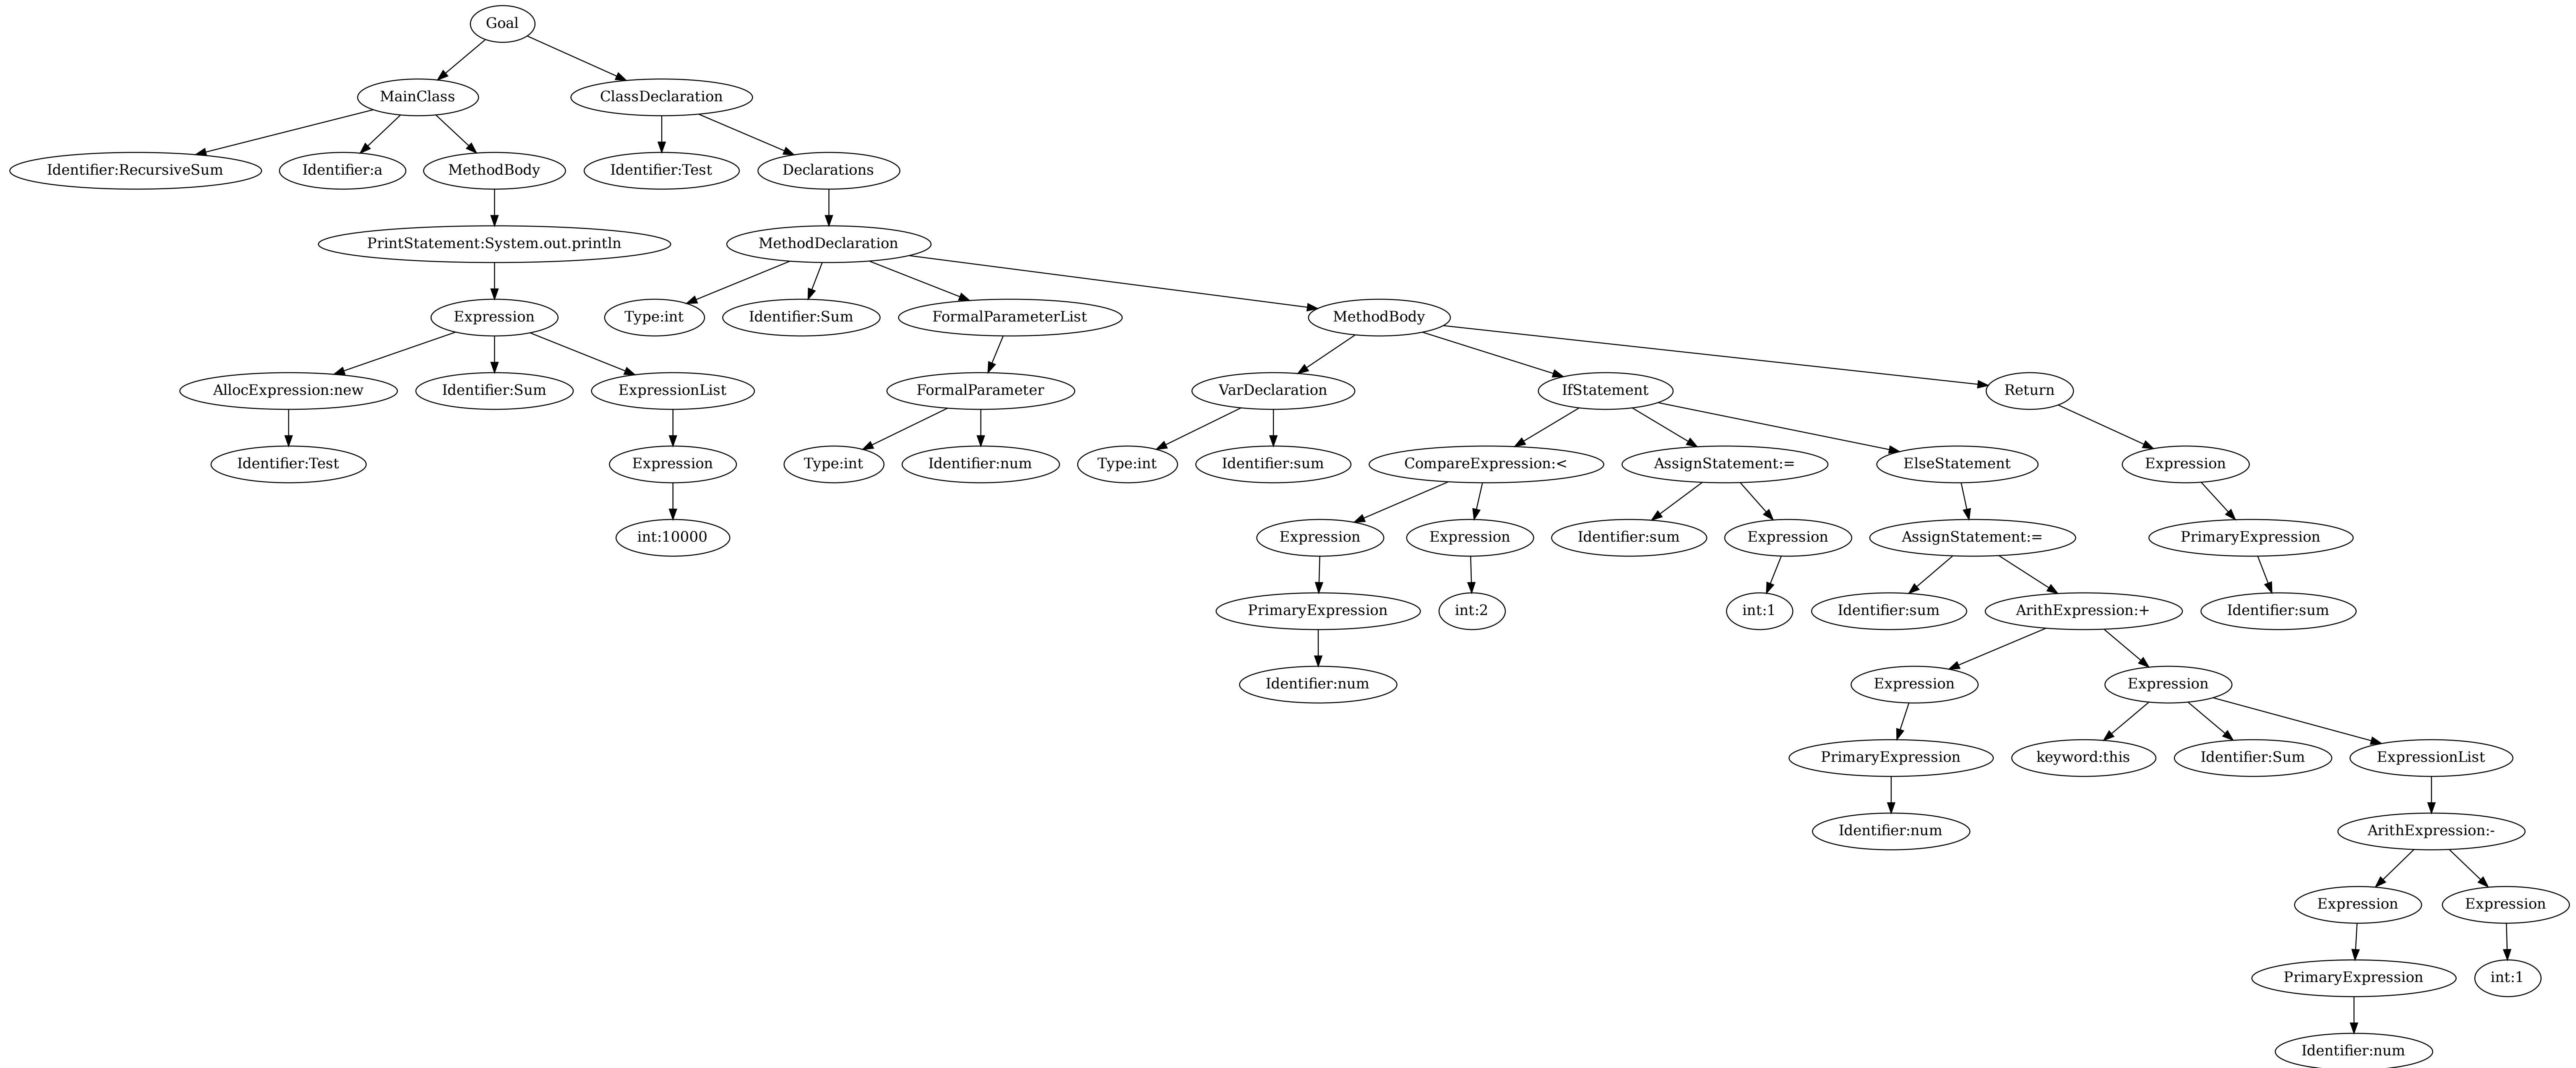 Goal
MainClass
ClassDeclaration
Identifier:RecursiveSum
Identifier:a
MethodBody
Identifier:Test
Declarations
PrintStatement:System.out.println
MethodDeclaration
Expression
Type:int
Identifier:Sum
FormalParameterList
MethodBody
AllocExpression:new
Identifier:Sum
ExpressionList
FormalParameter
VarDeclaration
IfStatement
Return
Identifier:Test
Expression
Type:int
Identifier:num
Type:int
Identifier:sum
CompareExpression:<
AssignStatement:=
ElseStatement
Expression
int:10000
Expression
Expression
Identifier:sum
Expression
AssignStatement:=
PrimaryExpression
PrimaryExpression
int:2
int:1
Identifier:sum
ArithExpression:+
Identifier:sum
Identifier:num
Expression
Expression
PrimaryExpression
keyword:this
Identifier:Sum
ExpressionList
Identifier:num
ArithExpression:-
Expression
Expression
PrimaryExpression
int:1
Identifier:num